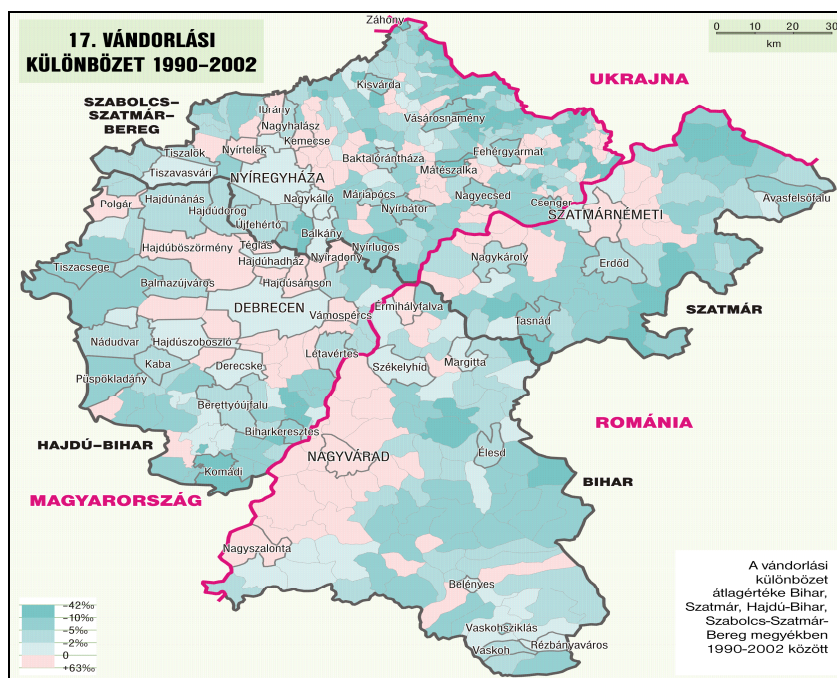 17. VÁNDORLÁSI
KÜLÖNBÖZET 1990–2002
0 10 20 30
km
Záhony
UKRAJNA
Kisvárda
SZABOLCS–
SZATMÁR–
BEREG
Ibrány
Nagyhalász
Vásárosnamény
Kemecse
Nyírtelek
Fehérgyarmat
Tiszalök
Baktalórántháza
Tiszavasvári
Mátészalka
NYÍREGYHÁZA
Polgár
Hajdúnánás
Nagykálló
Máriapócs
Nagyecsed
Avasfelsőfalu
Hajdúdorog
Nyírbátor
Csenger
SZATMÁRNÉMETI
Újfehértó
Balkány
Hajdúböszörmény
Téglás
Nyírlugos
Nyíradony
Nagykároly
Erdőd
Tiszacsege
Hajdúhadház
Balmazújváros
Hajdúsámson
DEBRECEN
Érmihályfalva
SZATMÁR
Vámospércs
Tasnád
Nádudvar
Hajdúszoboszló
Létavértes
Kaba
Derecske
Székelyhíd
Margitta
Püspökladány
Berettyóújfalu
ROMÁNIA
Biharkeresztes
HAJDÚ–BIHAR
NAGYVÁRAD
Élesd
Komádi
BIHAR
MAGYARORSZÁG
Nagyszalonta
A vándorlási
különbözet
átlagértéke Bihar,
Szatmár, Hajdú-Bihar,
Szabolcs-Szatmár-
Bereg megyékben
1990-2002 között
Belényes
Vaskohsziklás
Rézbányaváros
Vaskoh
–42‰
–10‰
–5‰
–2‰
0
+63‰